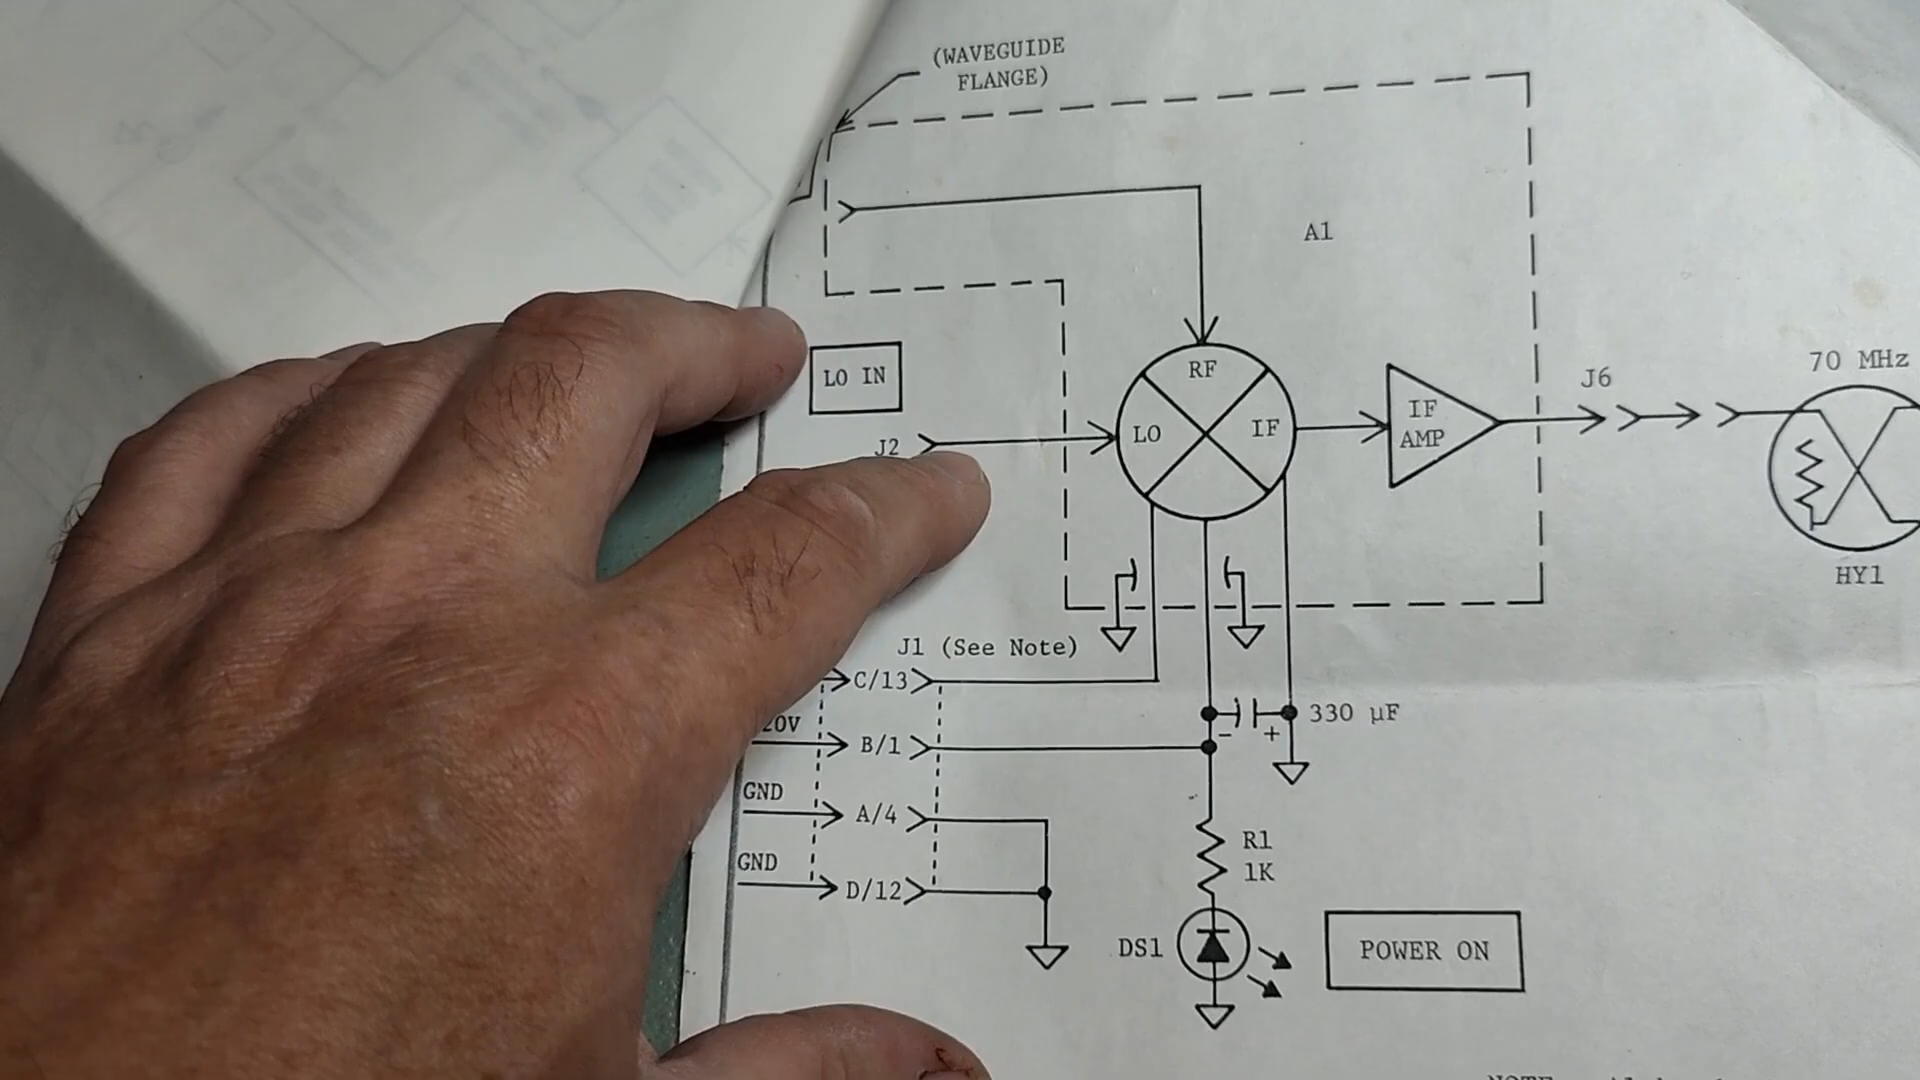 (WAVEGUIDE
FLANGE)
A1
RF
LO
IF
IF
AMP
J6
70 MHz
HY1
LO IN
J2
J1 (See Note)
C/13
20V
B/1
GND
A/4
GND
D/12
330 µF
-
+
R1
1K
DS1
POWER ON